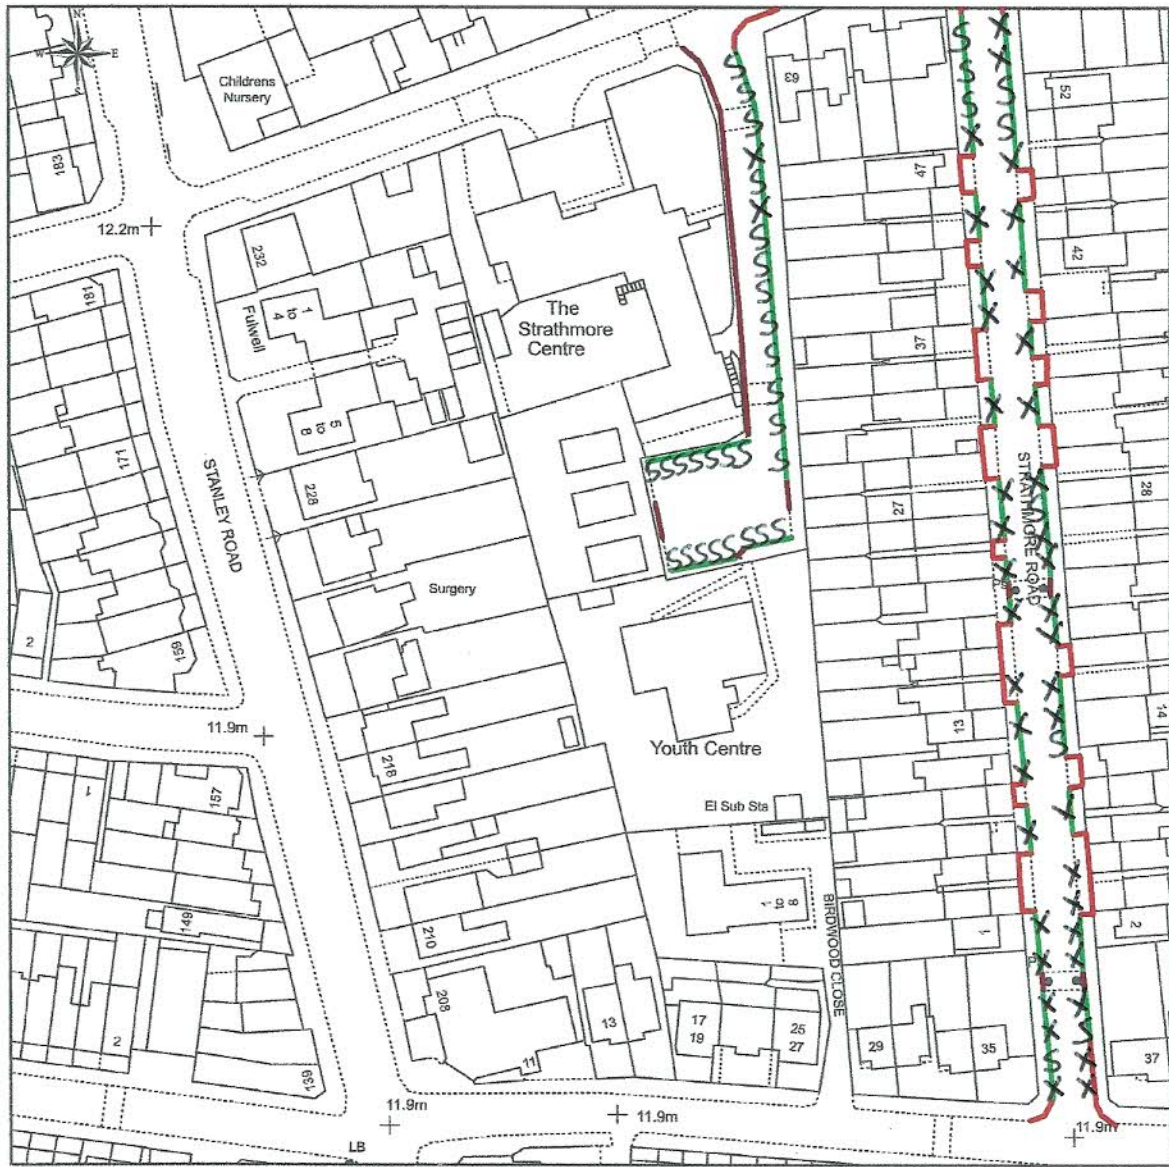 N
W
E
S
Childrens
Nursery
183
63
52
47
12.2m
232
42
181
1
to
4
Fulwell
The
Strathmore
Centre
37
5
to
8
171
STANLEY ROAD
228
STRATHMORE ROAD
28
27
Surgery
2
159
11.9m
14
13
Youth Centre
218
157
1
El Sub Sta
1
to
8
149
BIRDWOOD CLOSE
210
1
2
208
13
17
19
25
27
29
35
37
2
11
139
11.9m
11.9m
11.9m
LB